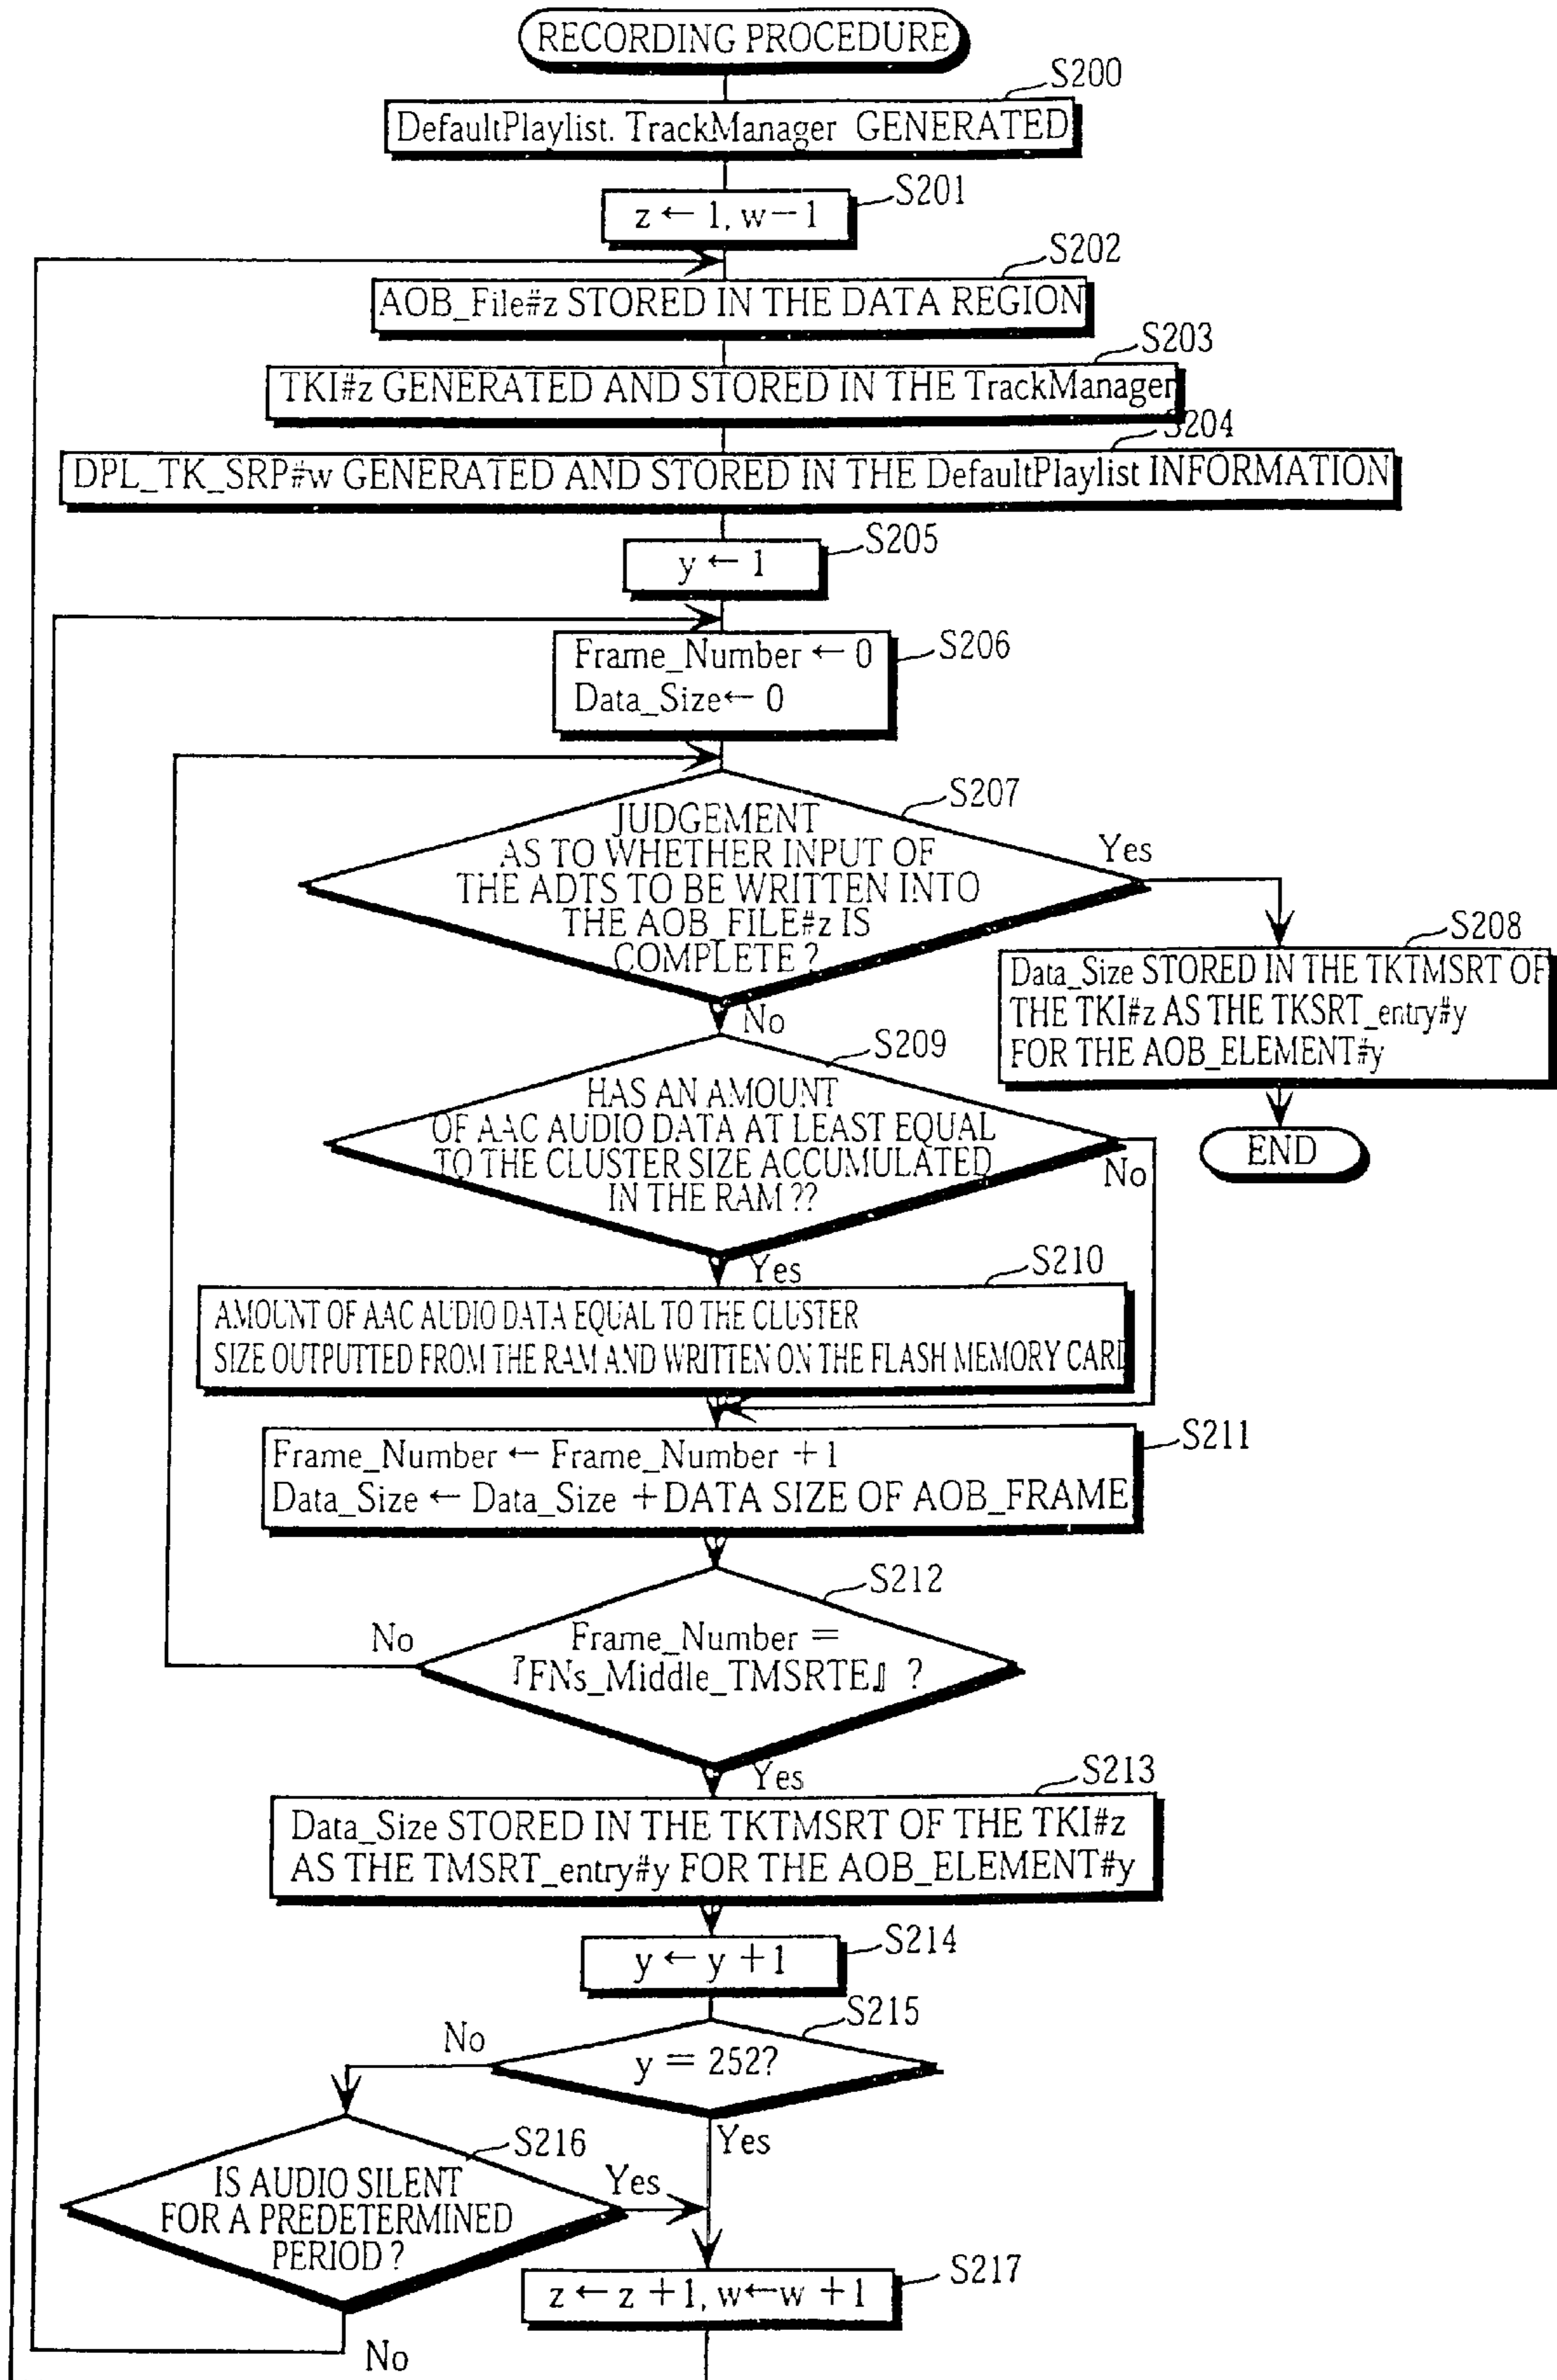 RECORDING PROCEDURE
S200
DefaultPlaylist. TrackManager GENERATED
S201
z ← 1, w－1
S202
AOB_File#z STORED IN THE DATA REGION
S203
TKI#z GENERATED AND STORED IN THE TrackManager
S204
DPL_TK_SRP#w GENERATED AND STORED IN THE DefaultPlaylist INFORMATION
S205
y ← 1
S206
Frame_Number ← 0
Data_Size← 0
S207
JUDGEMENT
AS TO WHETHER INPUT OF
THE ADTS TO BE WRITTEN INTO
THE AOB_FILE#z IS
COMPLETE ?
Yes
No
S208
Data_Size STORED IN THE TKTMSRT OF
THE TKI#z AS THE TKSRT_entry#y
FOR THE AOB_ELEMENT#y
END
S209
HAS AN AMOUNT
OF AAC AUDIO DATA AT LEAST EQUAL
TO THE CLUSTER SIZE ACCUMULATED
IN THE RAM ??
No
Yes
S210
AMOUNT OF AAC AUDIO DATA EQUAL TO THE CLUSTER
SIZE OUTPUTTED FROM THE RAM AND WRITTEN ON THE FLASH MEMORY CARD
S211
Frame_Number ← Frame_Number +1
Data_Size ← Data_Size +DATA SIZE OF AOB_FRAME
S212
No
Frame_Number =
『FNs_Middle_TMSRTE』 ?
Yes
S213
Data_Size STORED IN THE TKTMSRT OF THE TKI#z
AS THE TMSRT_entry#y FOR THE AOB_ELEMENT#y
S214
y ← y +1
S215
No
y = 252?
Yes
S216
IS AUDIO SILENT
FOR A PREDETERMINED
PERIOD ?
Yes
No
S217
z ← z +1, w←w +1